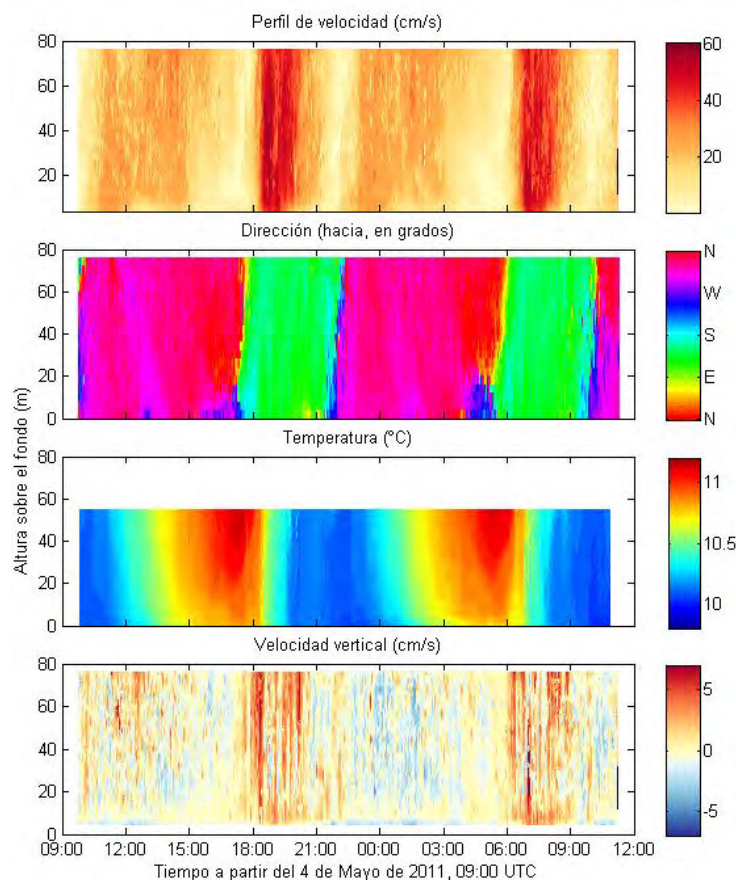 Perfil de velocidad (cm/s)
80
60
40
20
60
40
20
Dirección (hacia, en grados)
80
60
40
20
0
N
W
S
E
N
Altura sobre el fondo (m)
Temperatura (ºC)
80
60
40
20
0
11
10.5
10
Velocidad vertical (cm/s)
80
60
40
20
0
5
0
-5
09:00 12:00 15:00 18:00 21:00 00:00 03:00 06:00 09:00 12:00
Tiempo a partir del 4 de Mayo de 2011, 09:00 UTC